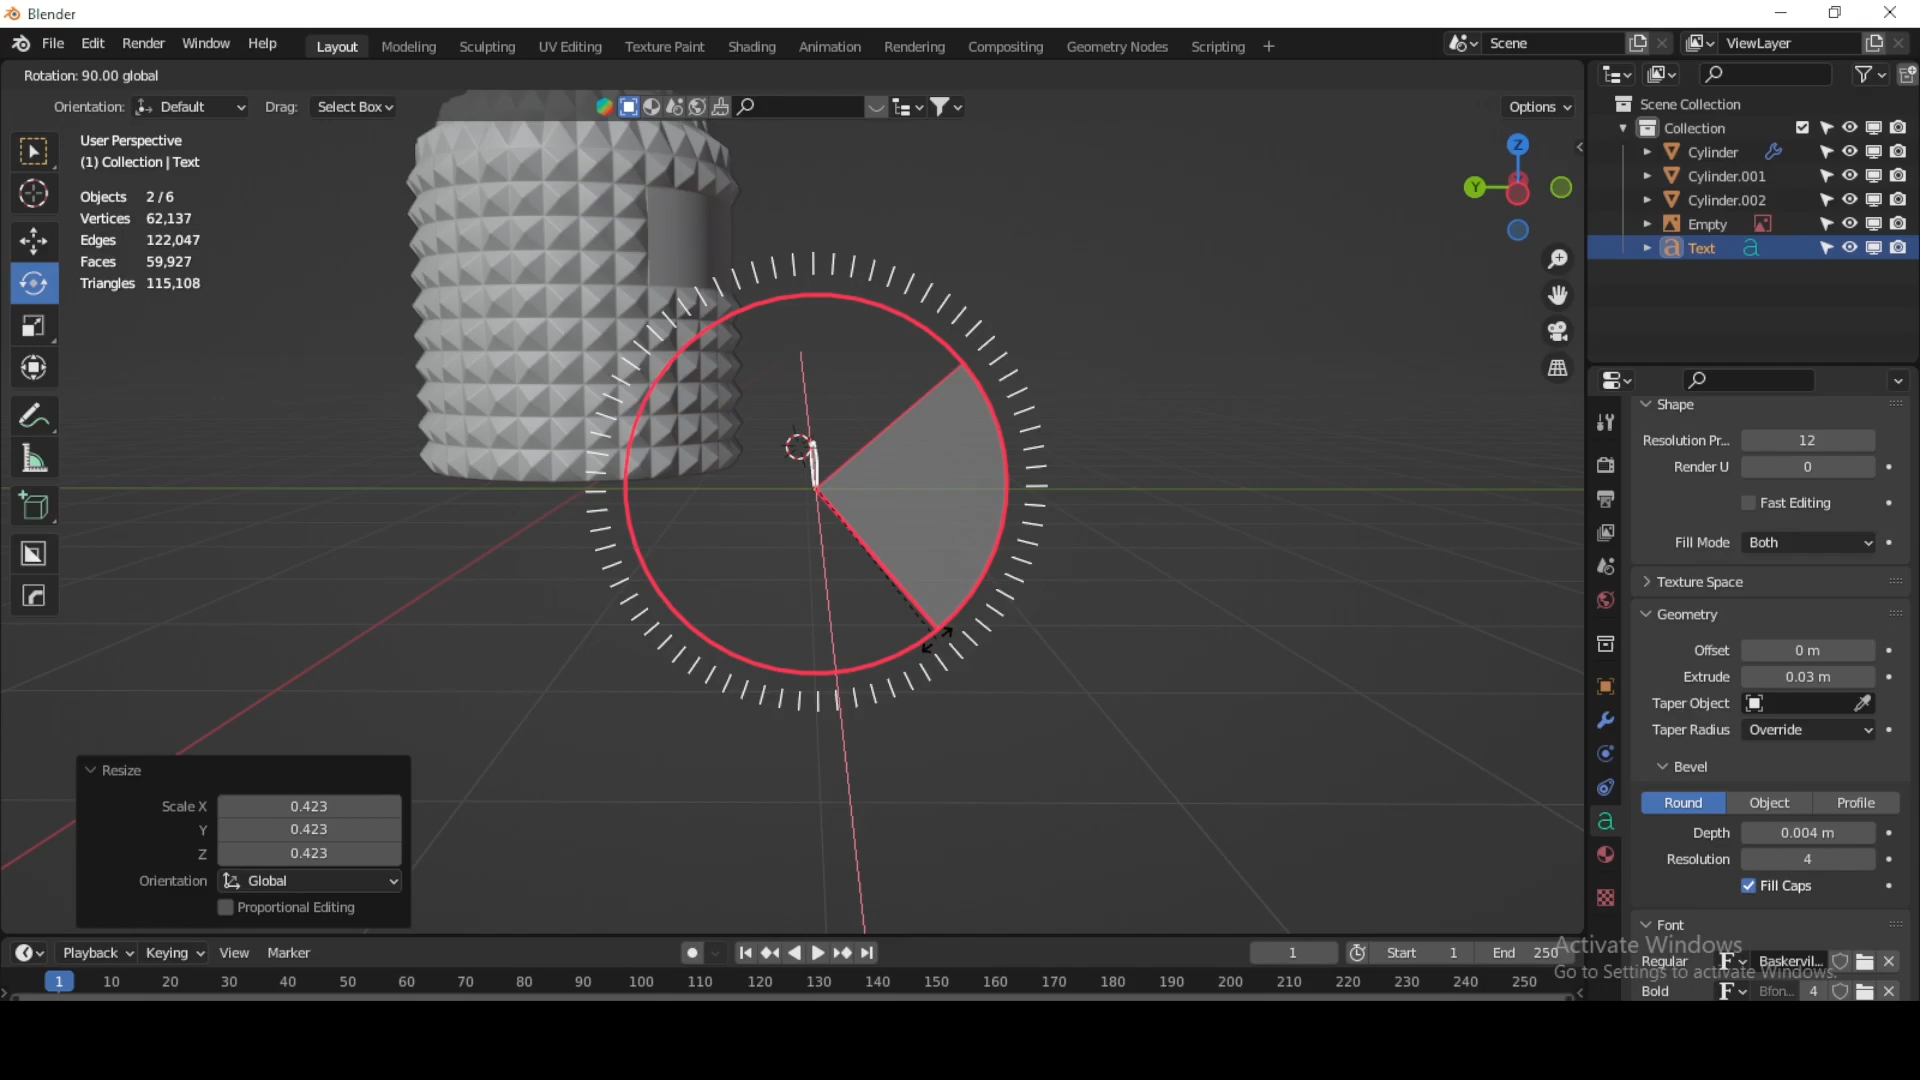 Blender
File Edit Render Window Help Layout Modeling Sculpting UV Editing Texture Paint Shading Animation Rendering Compositing Geometry Nodes Scripting + Scene ViewLayer
Rotation: 90.00 global
Orientation: Default Drag: Select Box Options
User Perspective
(1) Collection | Text
Objects 2 / 6
Vertices 62,137
Edges 122,047
Faces 59,927
Triangles 115,108
Z
Y
Scene Collection
Collection
Cylinder
Cylinder.001
Cylinder.002
Empty
Text
Shape
Resolution Pr... 12
Render U 0
Fast Editing
Fill Mode Both
Texture Space
Geometry
Offset 0 m
Extrude 0.03 m
Taper Object
Taper Radius Override
Bevel
Round Object Profile
Depth 0.004 m
Resolution 4
Fill Caps
Font
Regular Baskervil...
Bold Bfon... 4
Activate Windows
Go to Settings to activate Windows.
Resize
Scale X 0.423
Y 0.423
Z 0.423
Orientation Global
Proportional Editing
Playback Keying View Marker 1 Start 1 End 250
1 10 20 30 40 50 60 70 80 90 100 110 120 130 140 150 160 170 180 190 200 210 220 230 240 250